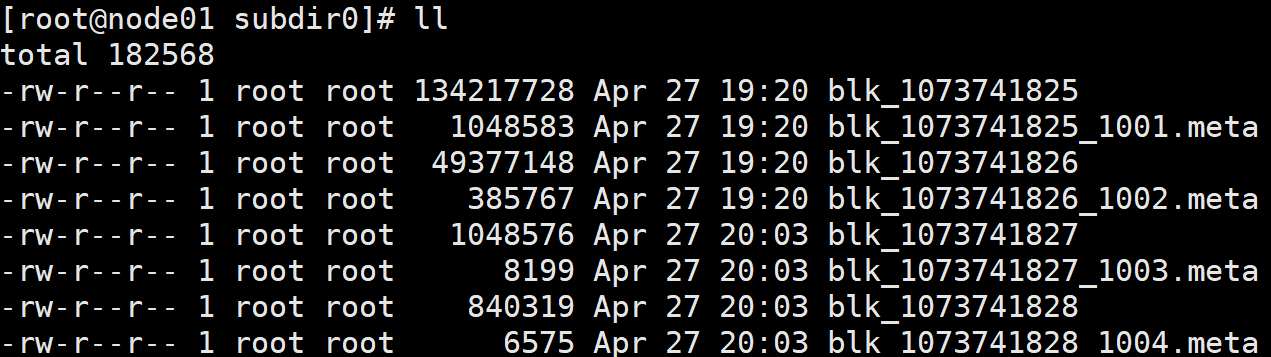 [root@node01 subdir0]# ll
total 182568
-rw-r--r-- 1 root root 134217728 Apr 27 19:20 blk_1073741825
-rw-r--r-- 1 root root   1048583 Apr 27 19:20 blk_1073741825_1001.meta
-rw-r--r-- 1 root root  49377148 Apr 27 19:20 blk_1073741826
-rw-r--r-- 1 root root    385767 Apr 27 19:20 blk_1073741826_1002.meta
-rw-r--r-- 1 root root   1048576 Apr 27 20:03 blk_1073741827
-rw-r--r-- 1 root root      8199 Apr 27 20:03 blk_1073741827_1003.meta
-rw-r--r-- 1 root root    840319 Apr 27 20:03 blk_1073741828
-rw-r--r-- 1 root root      6575 Apr 27 20:03 blk_1073741828_1004.meta